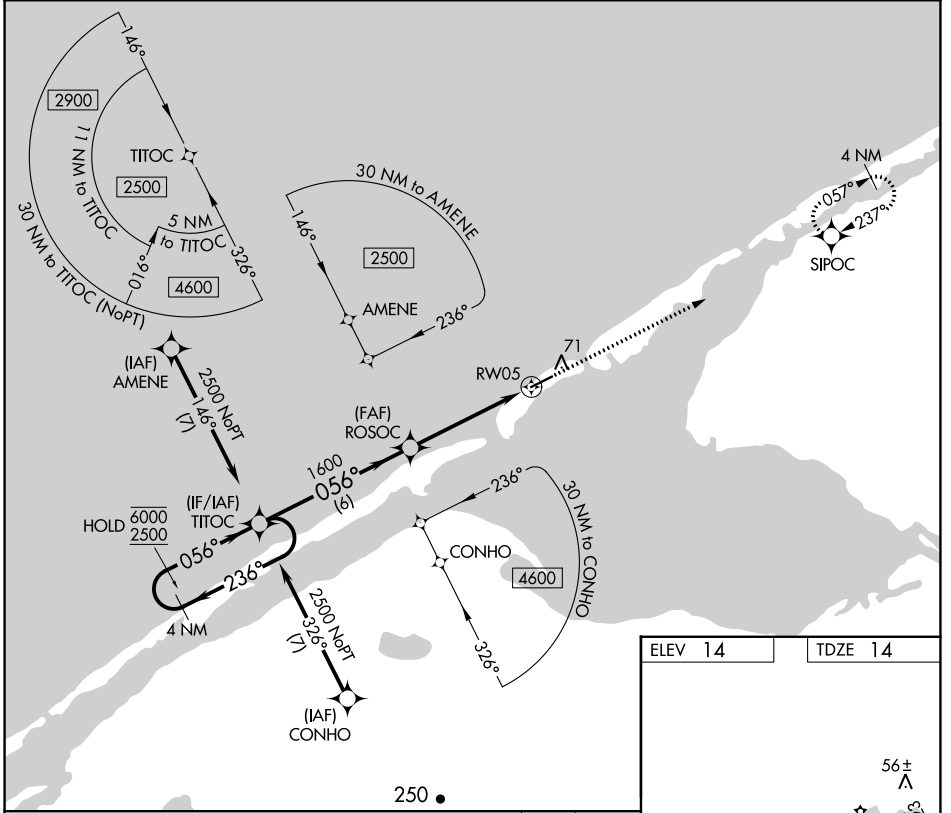 146°
2900
11 NM to TITOC
TITOC
2500
5 NM
to TITOC
016°
326°
4600
30 NM to TITOC (NoPT)
30 NM to AMENE
146°
2500
AMENE
236°
4 NM
057°
237°
SIPOC
(IAF)
AMENE
2500 NoPT
146°
(7)
71
RW05
(FAF)
ROSOC
1600
056°
(6)
(IF/IAF)
TITOC
HOLD
6000
2500
056°
236°
4 NM
236°
30 NM to CONHO
CONHO
4600
326°
2500 NoPT
326°
(7)
(IAF)
CONHO
250
ELEV 14
TDZE 14
56±